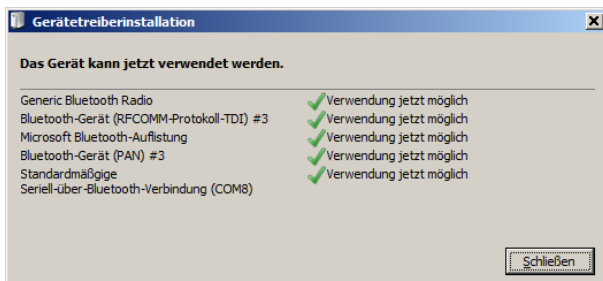 Gerätetreiberinstallation
Das Gerät kann jetzt verwendet werden.
Generic Bluetooth Radio Verwendung jetzt möglich
Bluetooth-Gerät (RFCOMM-Protokoll-TDI) #3 Verwendung jetzt möglich
Microsoft Bluetooth-Auflistung Verwendung jetzt möglich
Bluetooth-Gerät (PAN) #3 Verwendung jetzt möglich
Standardmäßgige Verwendung jetzt möglich
Seriell-über-Bluetooth-Verbindung (COM8)
Schließen